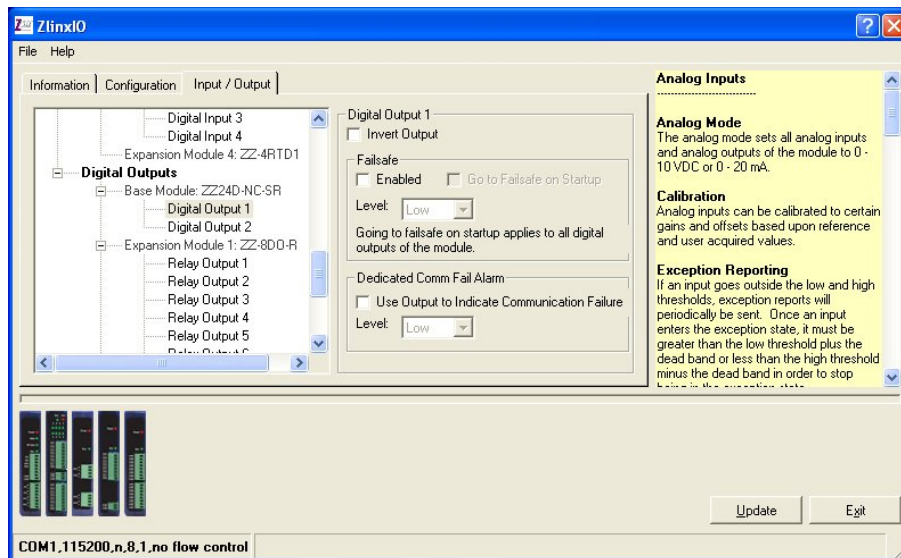 ZlinxIO
File Help
Information Configuration Input / Output
Digital Input 3
Digital Input 4
Expansion Module 4: ZZ-4RTD1
Digital Outputs
Base Module: ZZ24D-NC-SR
Digital Output 1
Digital Output 2
Expansion Module 1: ZZ-8DO-R
Relay Output 1
Relay Output 2
Relay Output 3
Relay Output 4
Relay Output 5
Digital Output 1
Invert Output
Failsafe
Enabled Go to Failsafe on Startup
Level: Low
Going to failsafe on startup applies to all digital
outputs of the module.
Dedicated Comm Fail Alarm
Use Output to Indicate Communication Failure
Level: Low
Analog Inputs
Analog Mode
The analog mode sets all analog inputs
and analog outputs of the module to 0 -
10 VDC or 0 - 20 mA.
Calibration
Analog inputs can be calibrated to certain
gains and offsets based upon reference
and user acquired values.
Exception Reporting
If an input goes outside the low and high
thresholds, exception reports will
periodically be sent. Once an input
enters the exception state, it must be
greater than the low threshold plus the
dead band or less than the high threshold
minus the dead band in order to stop
Update Exit
COM1,115200,n,8,1,no flow control